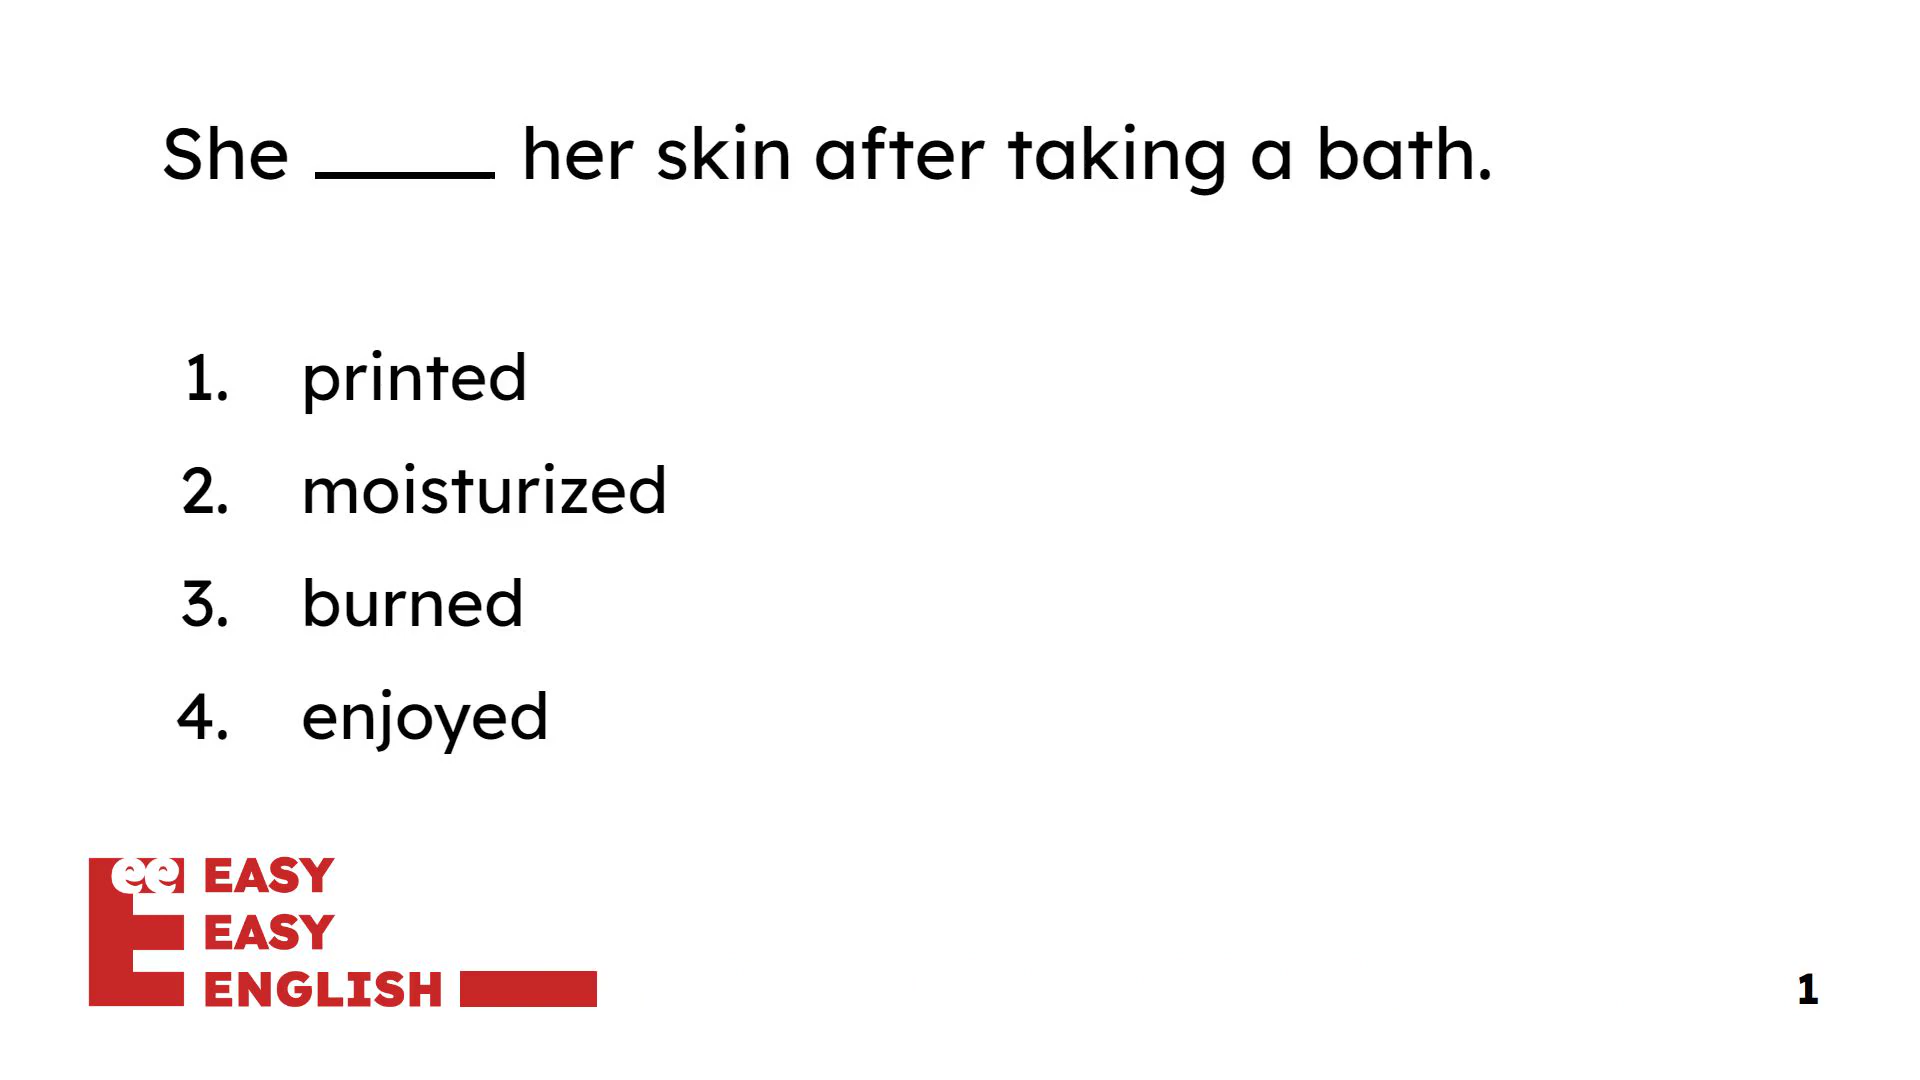 She _____ her skin after taking a bath.
1. printed
2. moisturized
3. burned
4. enjoyed
ee EASY
EASY
ENGLISH
1